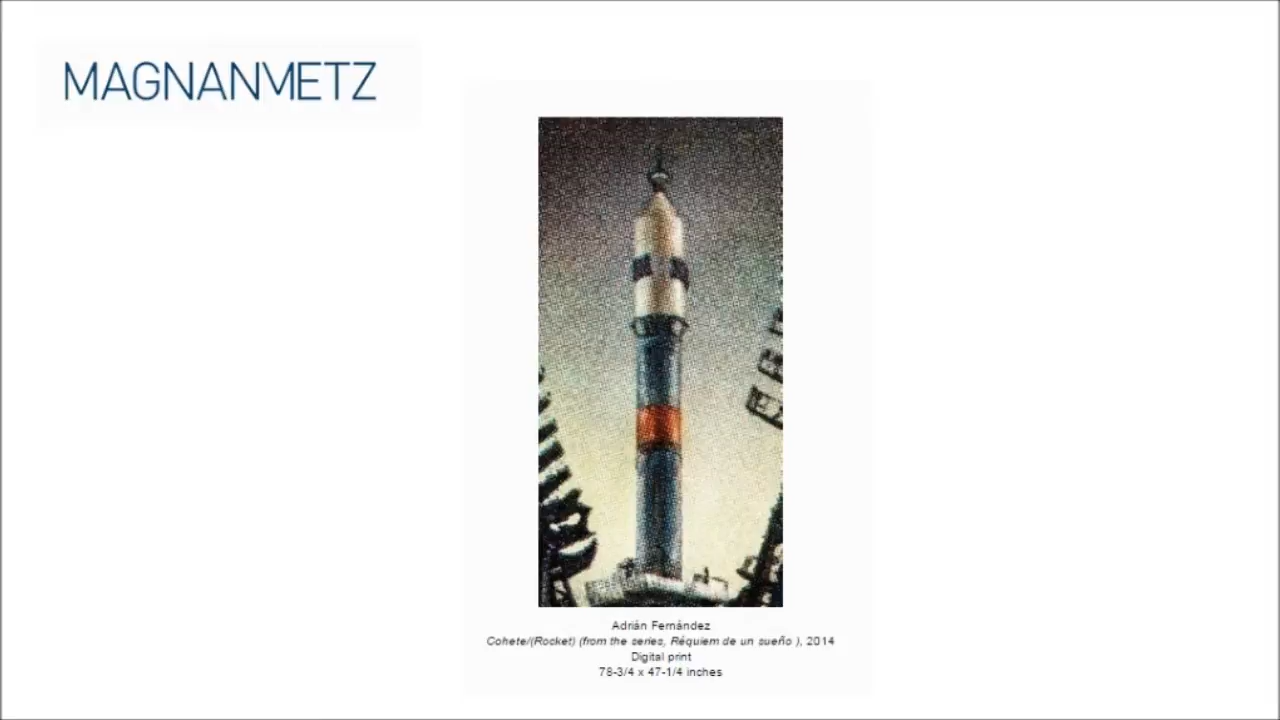 MAGNANMETZ
Adrián Fernández
Cohete/(Rocket) (from the series, Réquiem de un sueño ), 2014
Digital print
78-3/4 x 47-1/4 inches